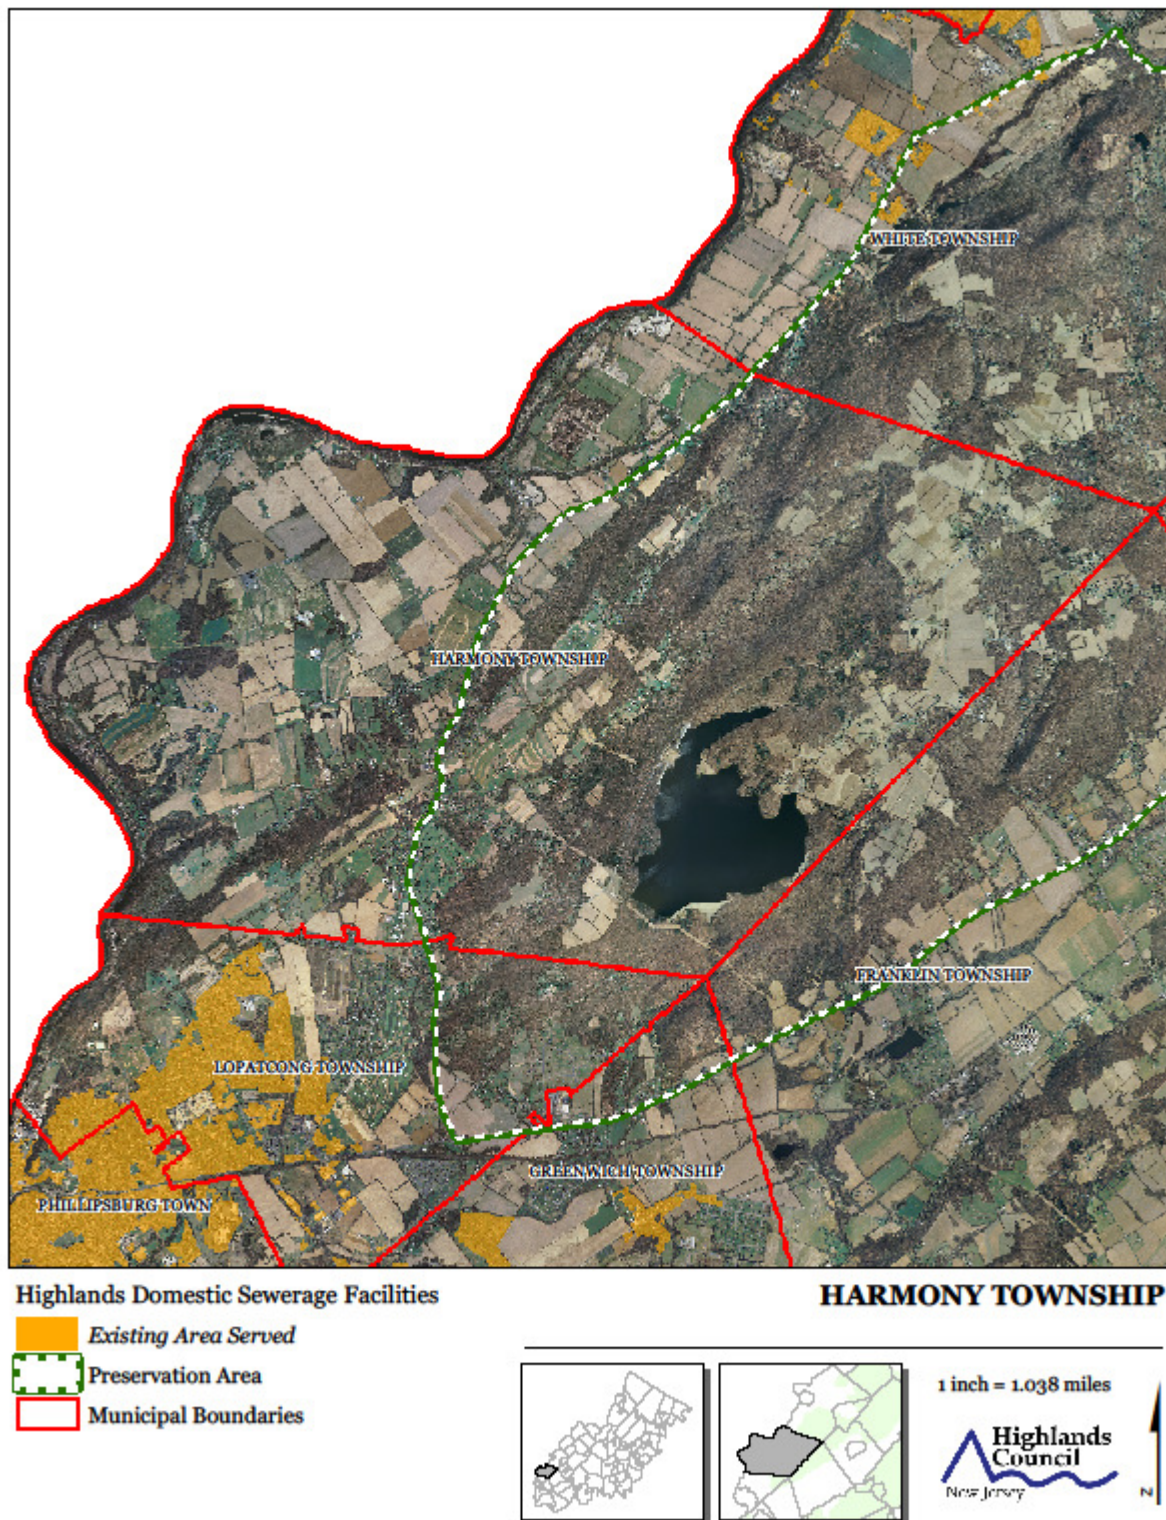 WHITE TOWNSHIP
HARMONY TOWNSHIP
FRANKLIN TOWNSHIP
LOPATCONG TOWNSHIP
GREENWICH TOWNSHIP
PHILLIPSBURG TOWN
Highlands Domestic Sewerage Facilities
HARMONY TOWNSHIP
Existing Area Served
Preservation Area
Municipal Boundaries
1 inch = 1.038 miles
Highlands
Council
New Jersey
N